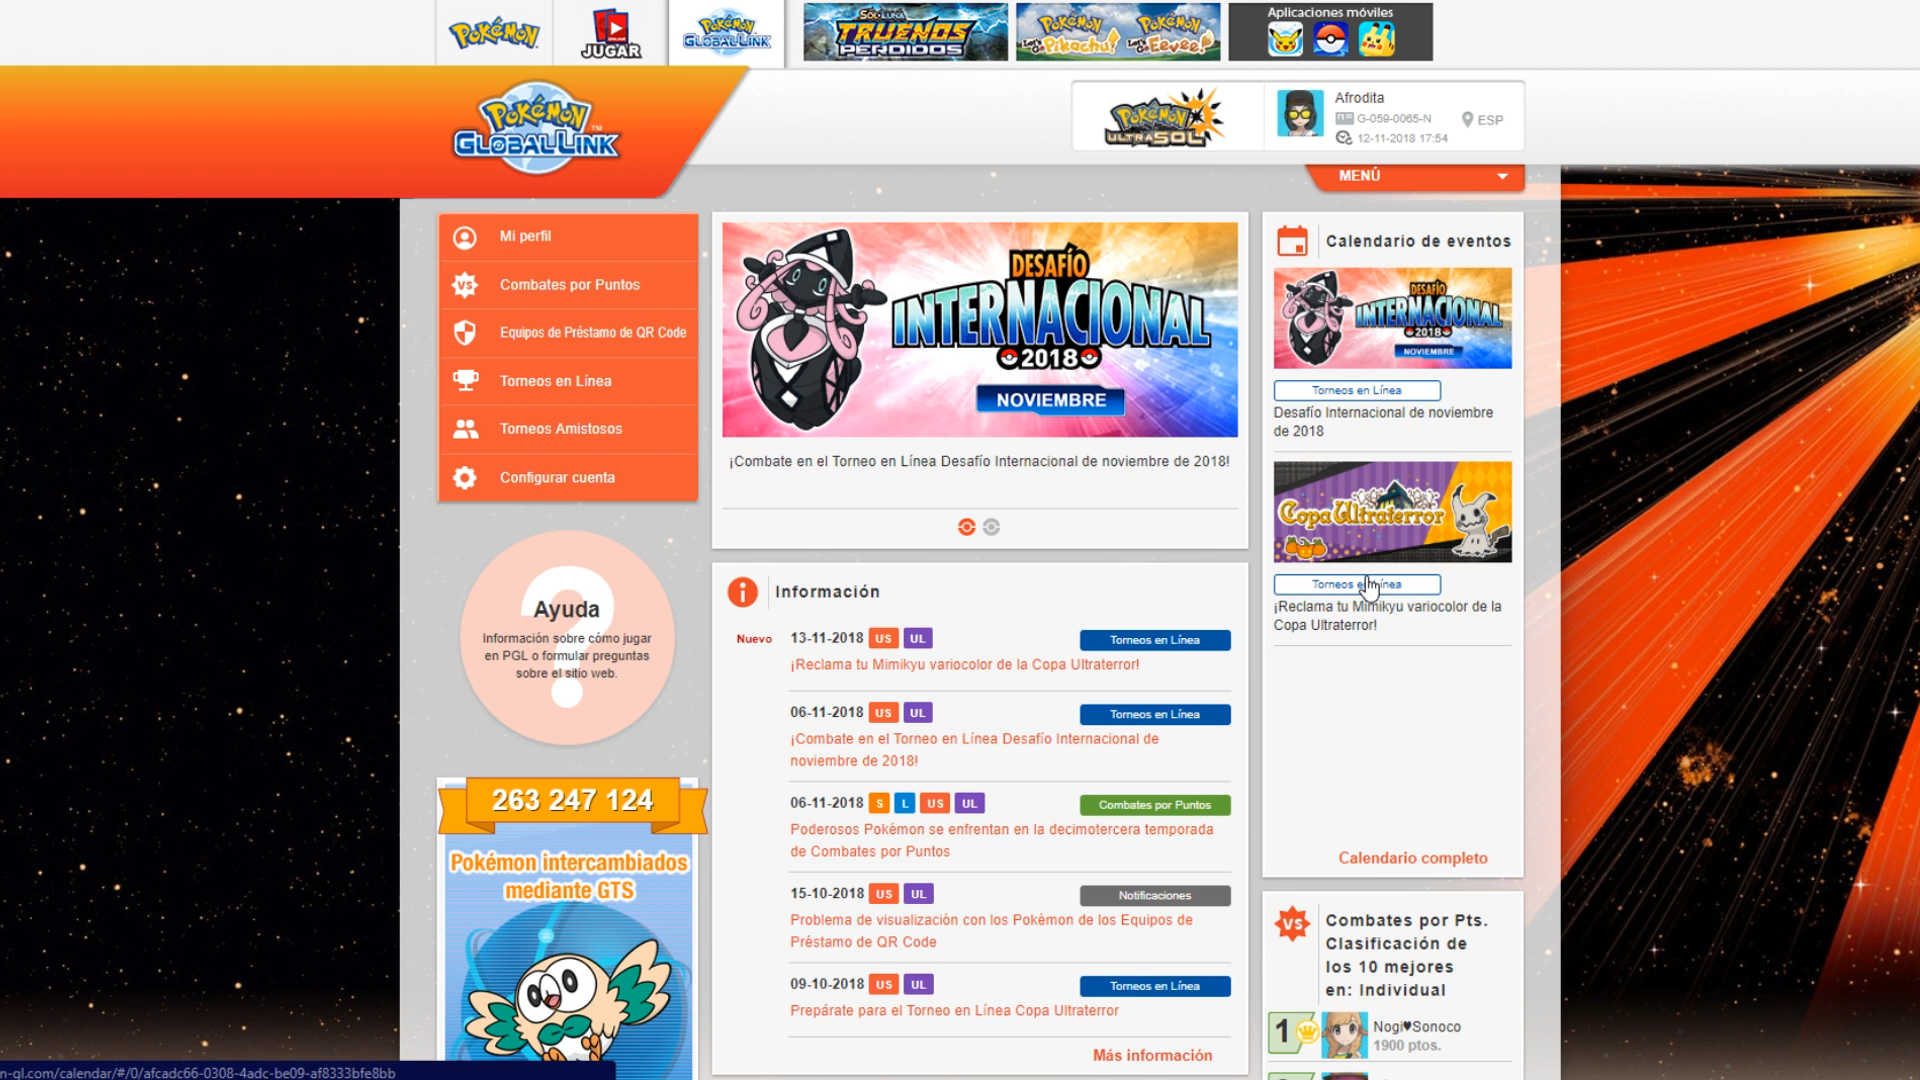 Pokémon
JUGAR
Pokémon
GLOBAL LINK
SOL Y LUNA
TRUENOS
PERDIDOS
Pokémon
Let's Go Pikachu!
Pokémon
Let's Go Eevee!
Aplicaciones móviles
Pokémon
GLOBAL LINK™
Pokémon
ULTRASOL
Afrodita
G-059-0065-N
12-11-2018 17:54
ESP
MENÚ
Mi perfil
VS Combates por Puntos
Equipos de Préstamo de QR Code
Torneos en Línea
Torneos Amistosos
Configurar cuenta
?
Ayuda
Información sobre cómo jugar
en PGL o formular preguntas
sobre el sitio web.
263 247 124
Pokémon intercambiados
mediante GTS
DESAFÍO
INTERNACIONAL
2018
NOVIEMBRE
¡Combate en el Torneo en Línea Desafío Internacional de noviembre de 2018!
Información
Nuevo 13-11-2018 US UL Torneos en Línea
¡Reclama tu Mimikyu variocolor de la Copa Ultraterror!
06-11-2018 US UL Torneos en Línea
¡Combate en el Torneo en Línea Desafío Internacional de
noviembre de 2018!
06-11-2018 S L US UL Combates por Puntos
Poderosos Pokémon se enfrentan en la decimotercera temporada
de Combates por Puntos
15-10-2018 US UL Notificaciones
Problema de visualización con los Pokémon de los Equipos de
Préstamo de QR Code
09-10-2018 US UL Torneos en Línea
Prepárate para el Torneo en Línea Copa Ultraterror
Más información
Calendario de eventos
DESAFÍO
INTERNACIONAL
2018
NOVIEMBRE
Torneos en Línea
Desafío Internacional de noviembre
de 2018
Copa Ultraterror
Torneos en Línea
¡Reclama tu Mimikyu variocolor de la
Copa Ultraterror!
Calendario completo
VS
Combates por Pts.
Clasificación de
los 10 mejores
en: Individual
1
Nogi♥Sonoco
1900 ptos.
n-gl.com/calendar/#/0/afcadc66-0308-4adc-be09-af8333bfe8bb